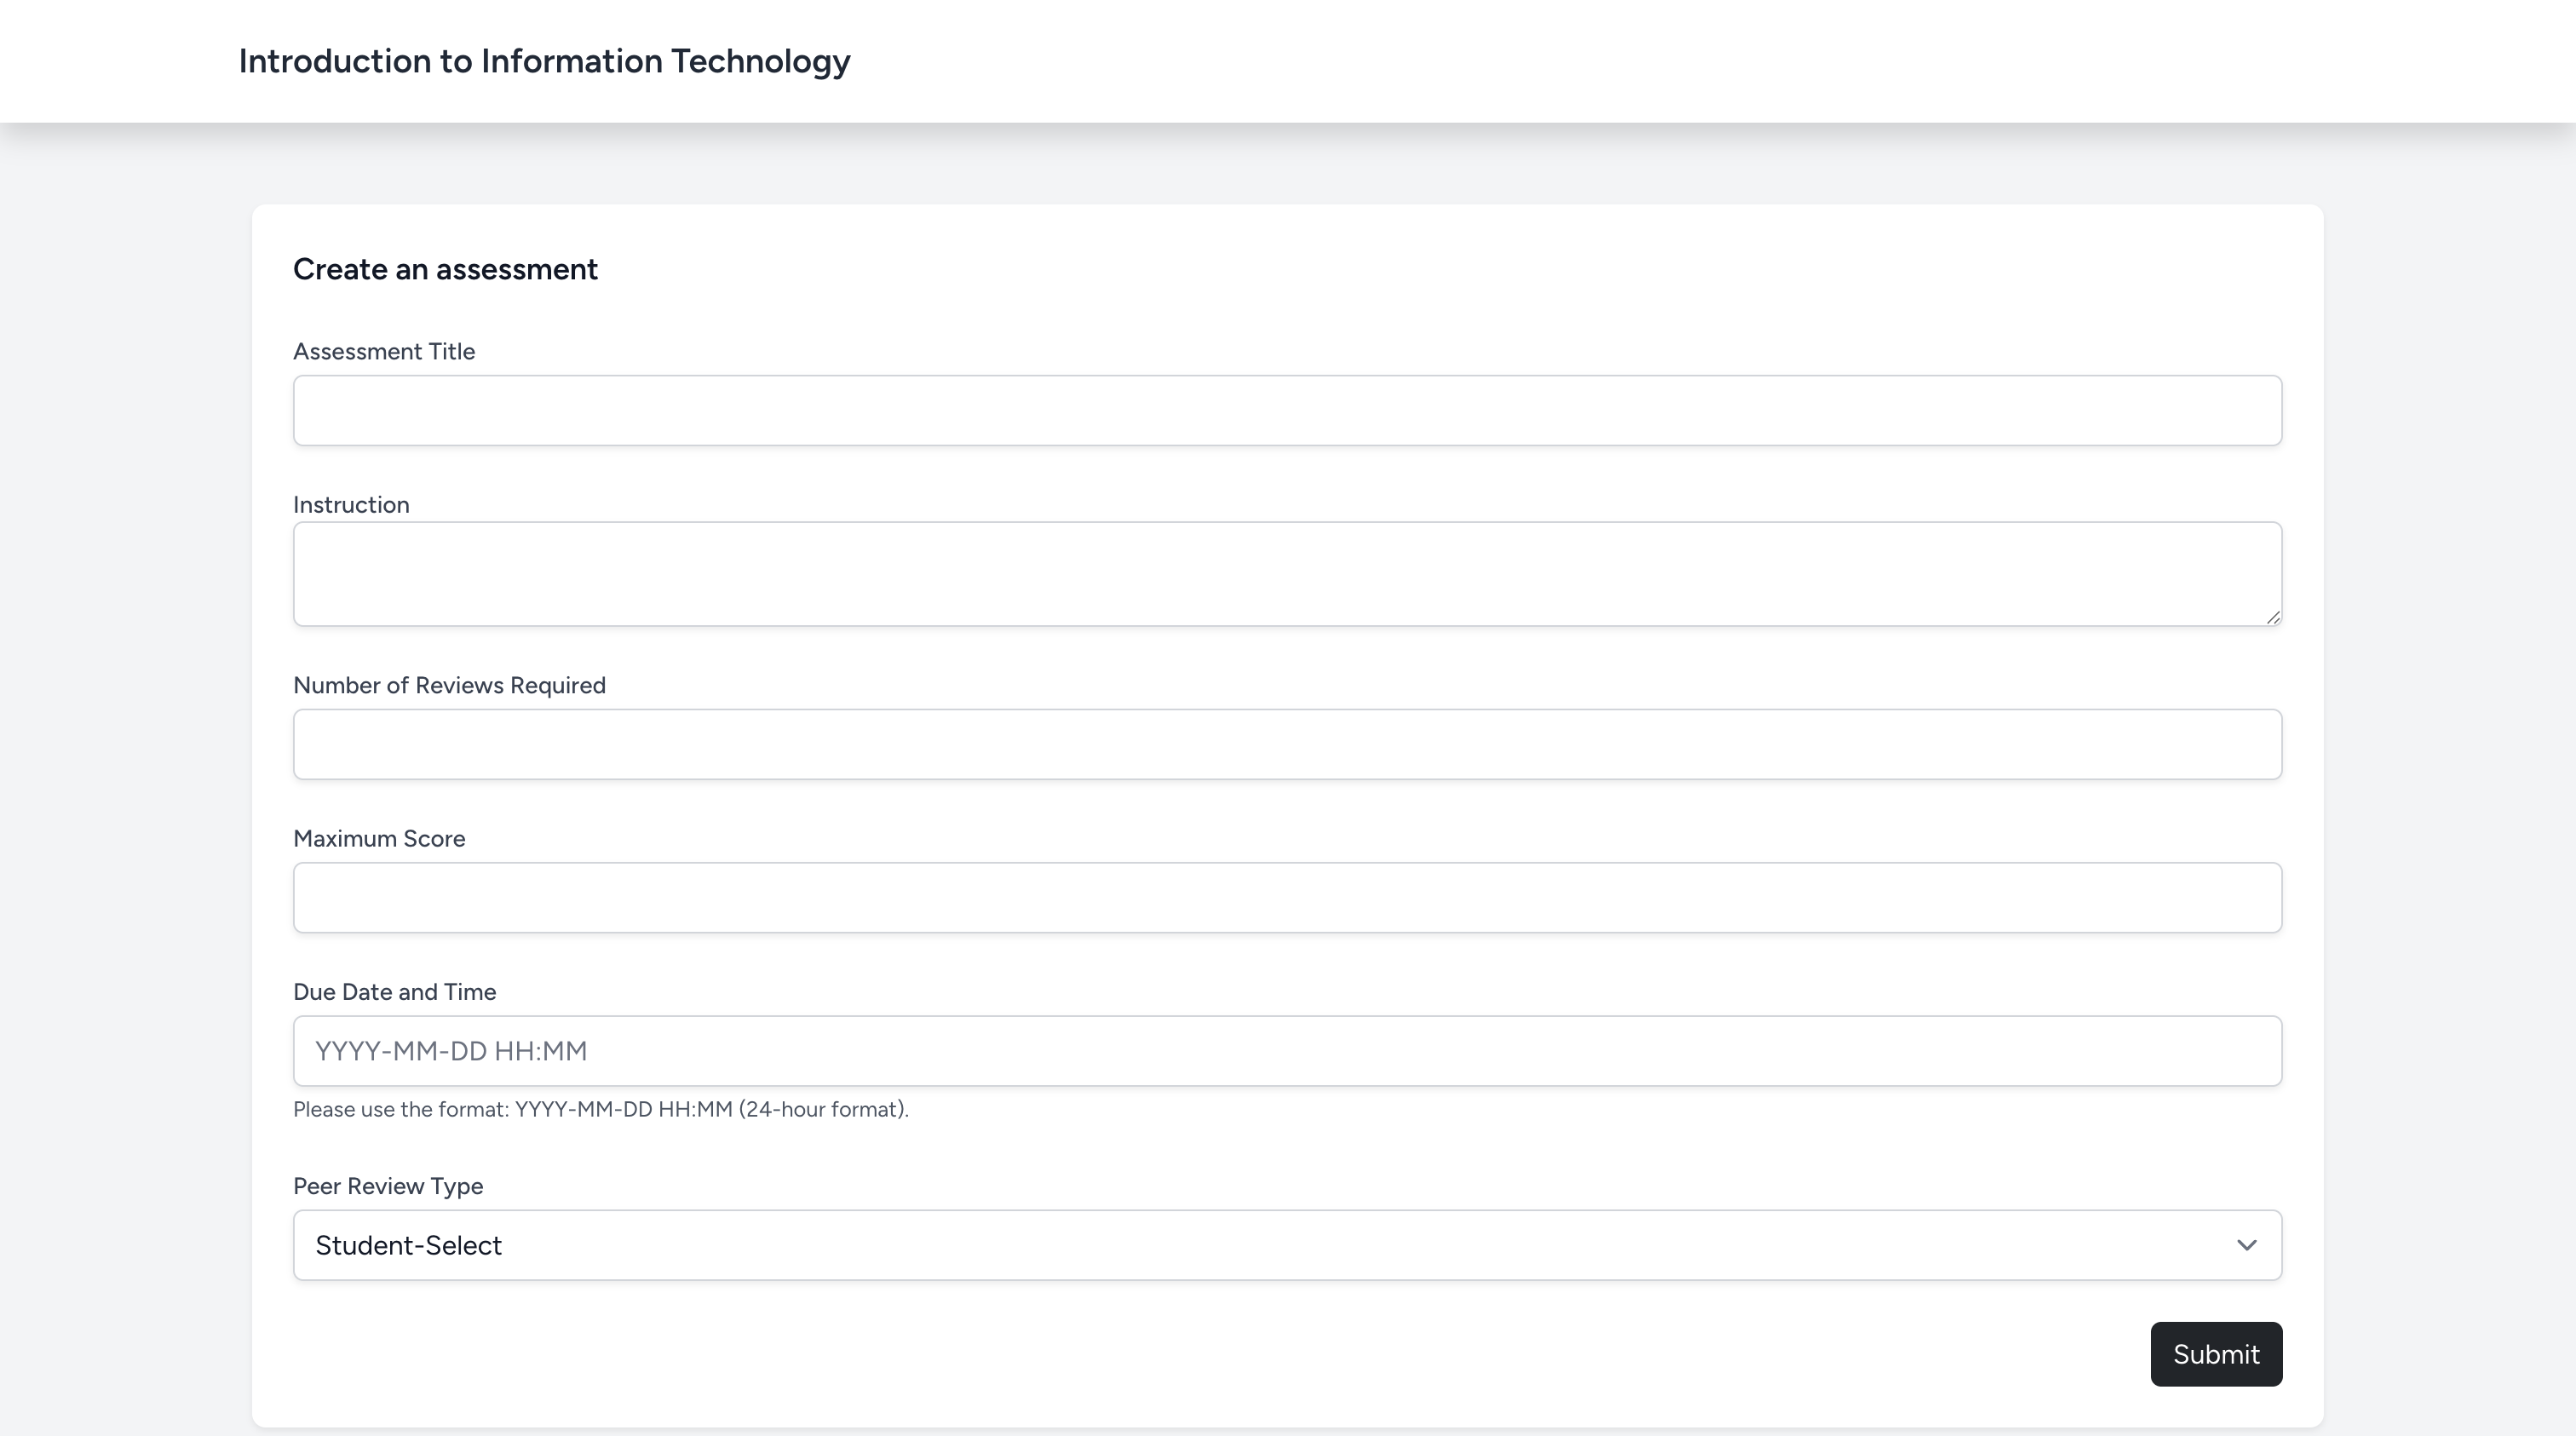 Introduction to Information Technology
Create an assessment
Assessment Title
Instruction
Number of Reviews Required
Maximum Score
Due Date and Time
YYYY-MM-DD HH:MM
Please use the format: YYYY-MM-DD HH:MM (24-hour format).
Peer Review Type
Student-Select
Submit